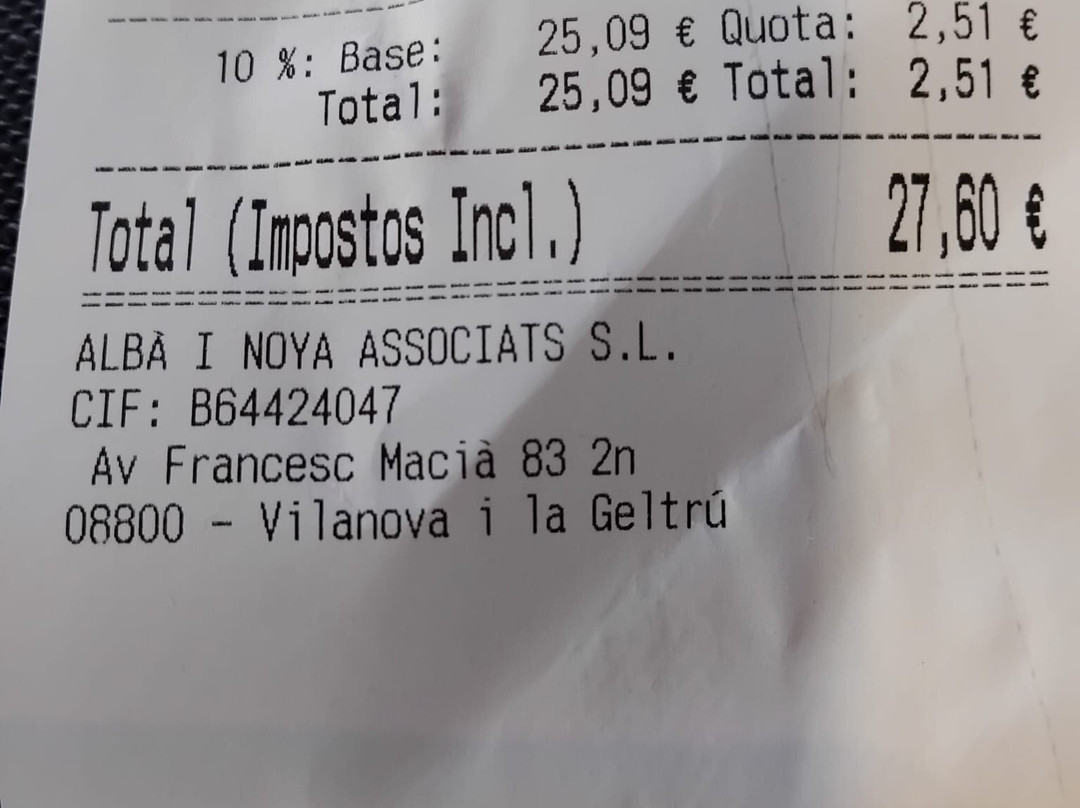 10 %: Base: 25,09 € Quota: 2,51 €
Total: 25,09 € Total: 2,51 €
Total (Impostos Incl.) 27,60 €
ALBÀ I NOYA ASSOCIATS S.L.
CIF: B64424047
Av Francesc Macià 83 2n
08800 - Vilanova i la Geltrú